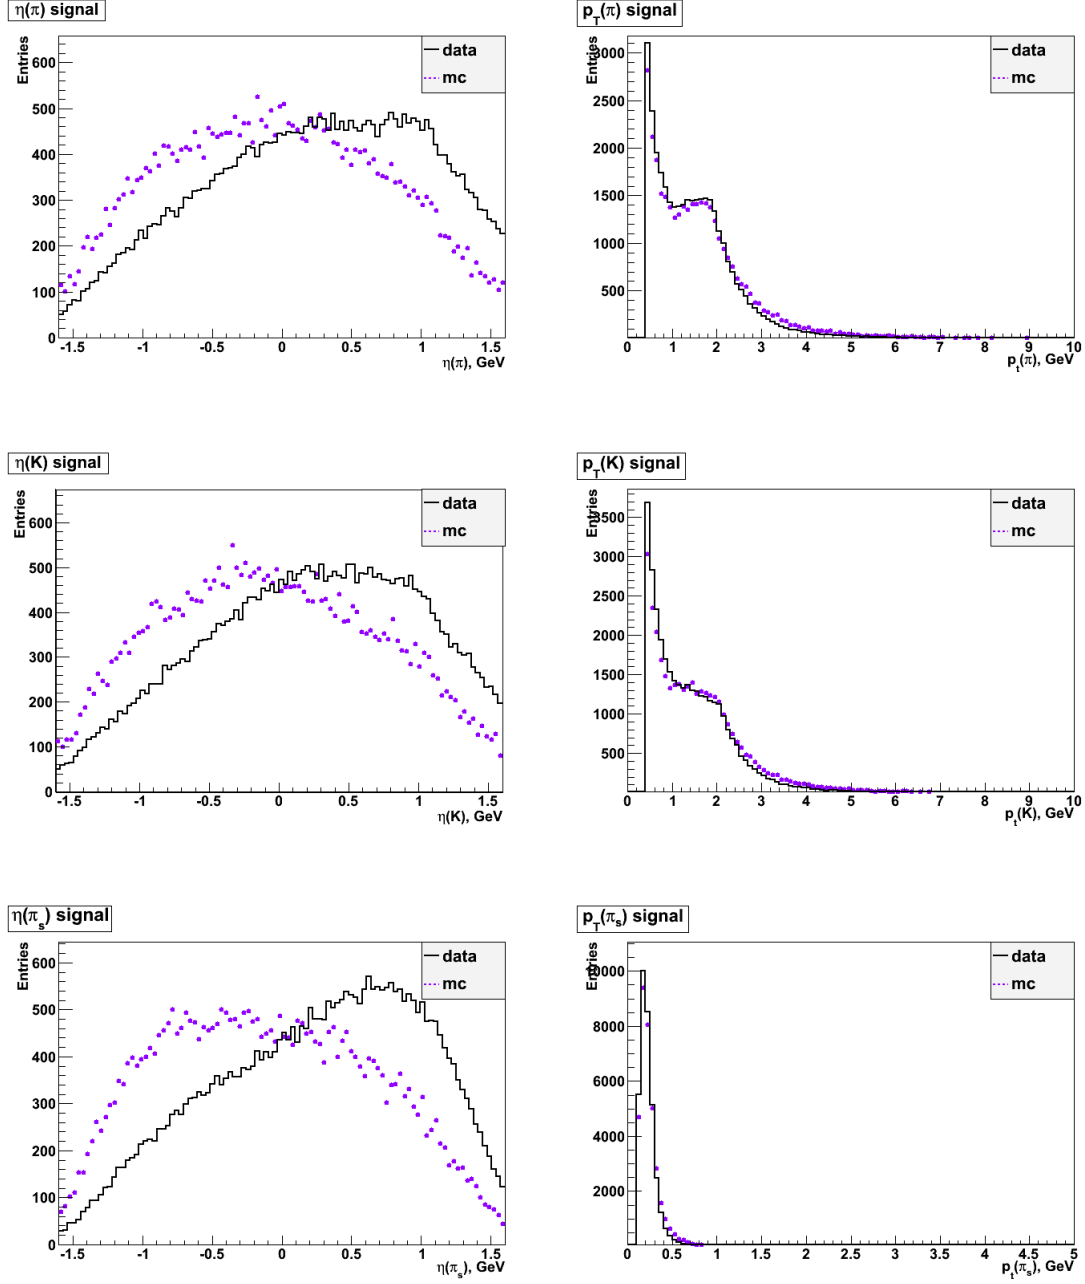 η(π) signal
Entries
600
500
400
300
200
100
0
data
mc
-1.5 -1 -0.5 0 0.5 1 1.5
η(π), GeV
p_T(π) signal
Entries
3000
2500
2000
1500
1000
500
data
mc
0 1 2 3 4 5 6 7 8 9 10
p_t(π), GeV
η(K) signal
Entries
600
500
400
300
200
100
0
data
mc
-1.5 -1 -0.5 0 0.5 1 1.5
η(K), GeV
p_T(K) signal
Entries
3500
3000
2500
2000
1500
1000
500
data
mc
0 1 2 3 4 5 6 7 8 9 10
p_t(K), GeV
η(π_s) signal
Entries
600
500
400
300
200
100
0
data
mc
-1.5 -1 -0.5 0 0.5 1 1.5
η(π_s), GeV
p_T(π_s) signal
Entries
10000
8000
6000
4000
2000
data
mc
0 0.5 1 1.5 2 2.5 3 3.5 4 4.5 5
p_t(π_s), GeV